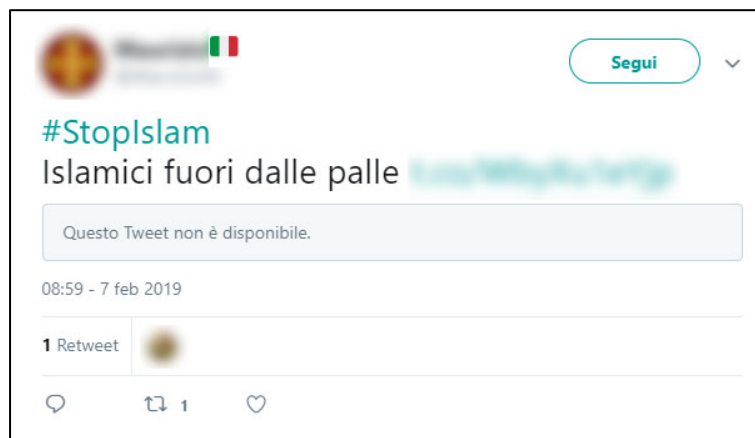 Segui
#StopIslam
Islamici fuori dalle palle
Questo Tweet non è disponibile.
08:59 - 7 feb 2019
1 Retweet
1